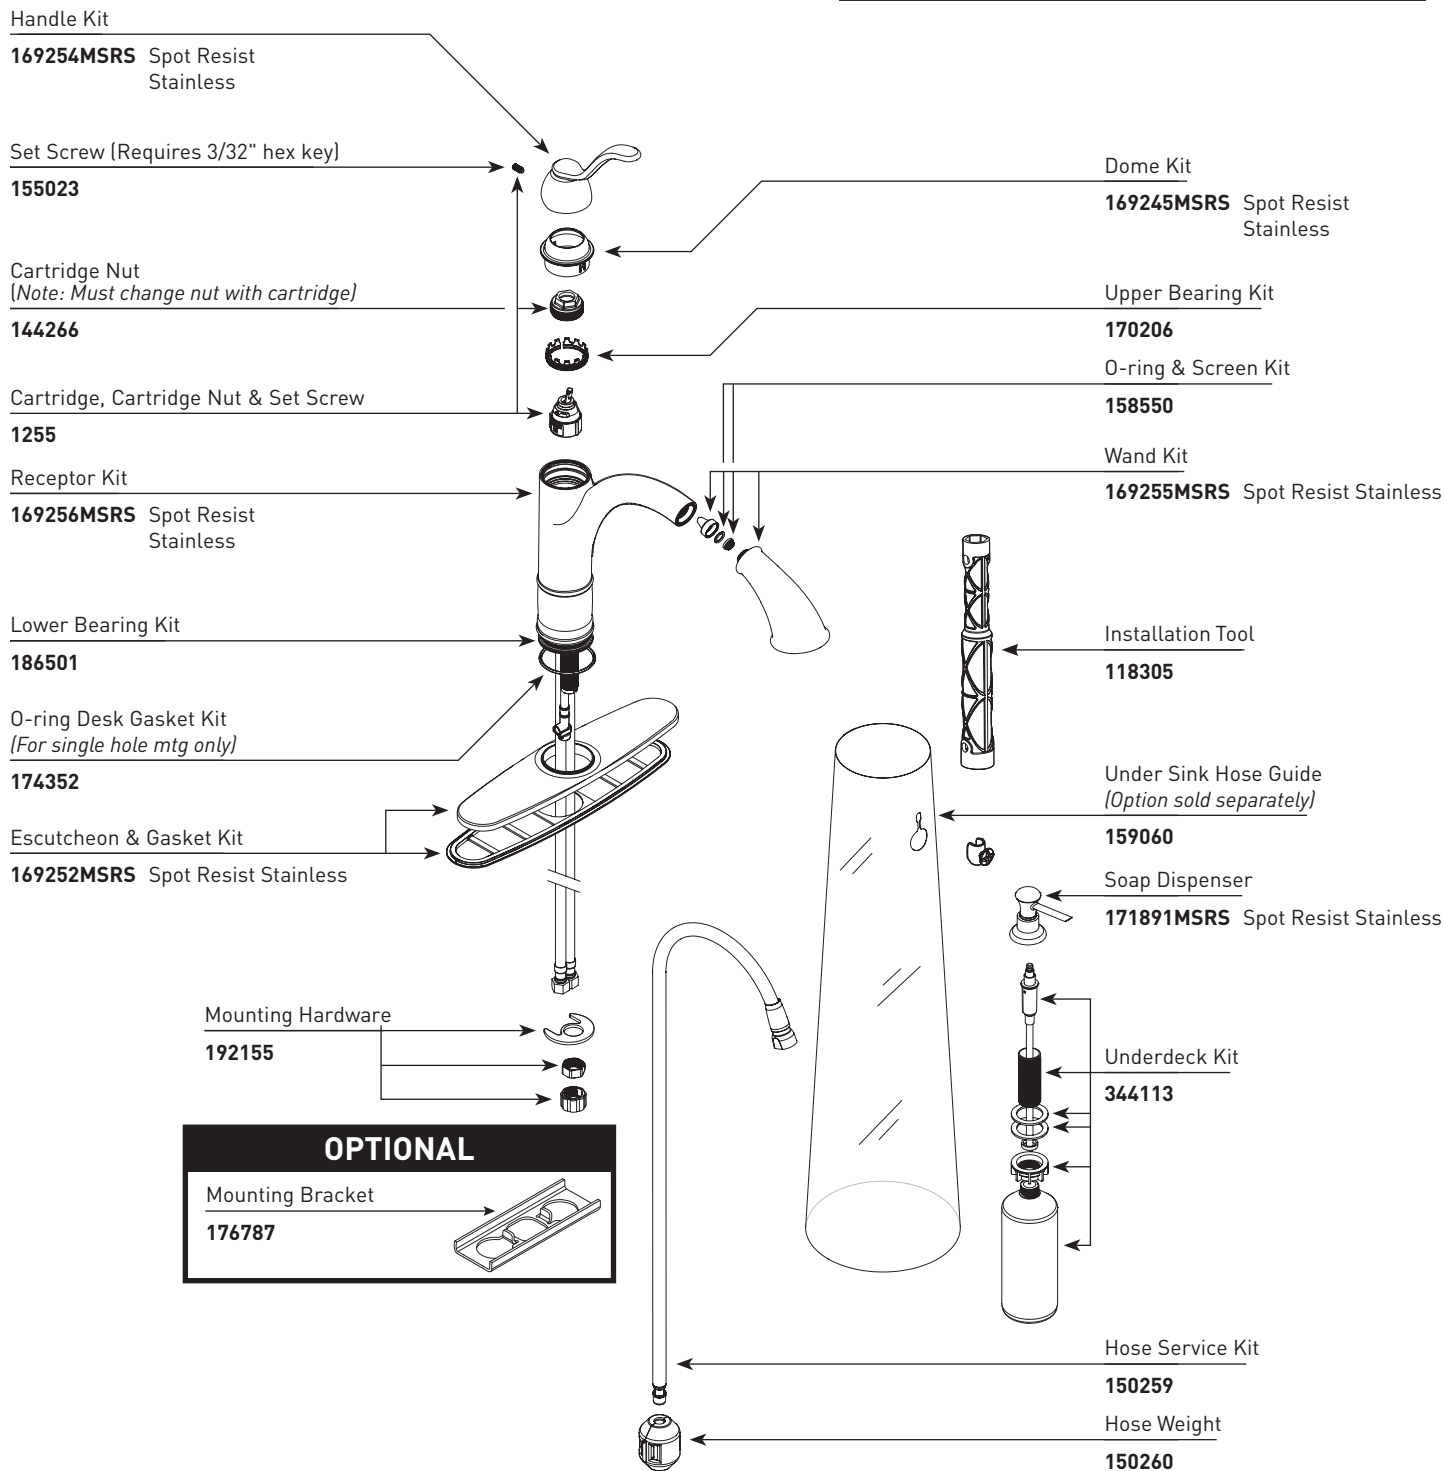 Handle Kit
169254MSRS Spot Resist
Stainless
Set Screw (Requires 3/32" hex key)
155023
Cartridge Nut
(Note: Must change nut with cartridge)
144266
Cartridge, Cartridge Nut & Set Screw
1255
Receptor Kit
169256MSRS Spot Resist
Stainless
Lower Bearing Kit
186501
O-ring Desk Gasket Kit
(For single hole mtg only)
174352
Escutcheon & Gasket Kit
169252MSRS Spot Resist Stainless
Mounting Hardware
192155
OPTIONAL
Mounting Bracket
176787
Dome Kit
169245MSRS Spot Resist
Stainless
Upper Bearing Kit
170206
O-ring & Screen Kit
158550
Wand Kit
169255MSRS Spot Resist Stainless
Installation Tool
118305
Under Sink Hose Guide
(Option sold separately)
159060
Soap Dispenser
171891MSRS Spot Resist Stainless
Underdeck Kit
344113
Hose Service Kit
150259
Hose Weight
150260